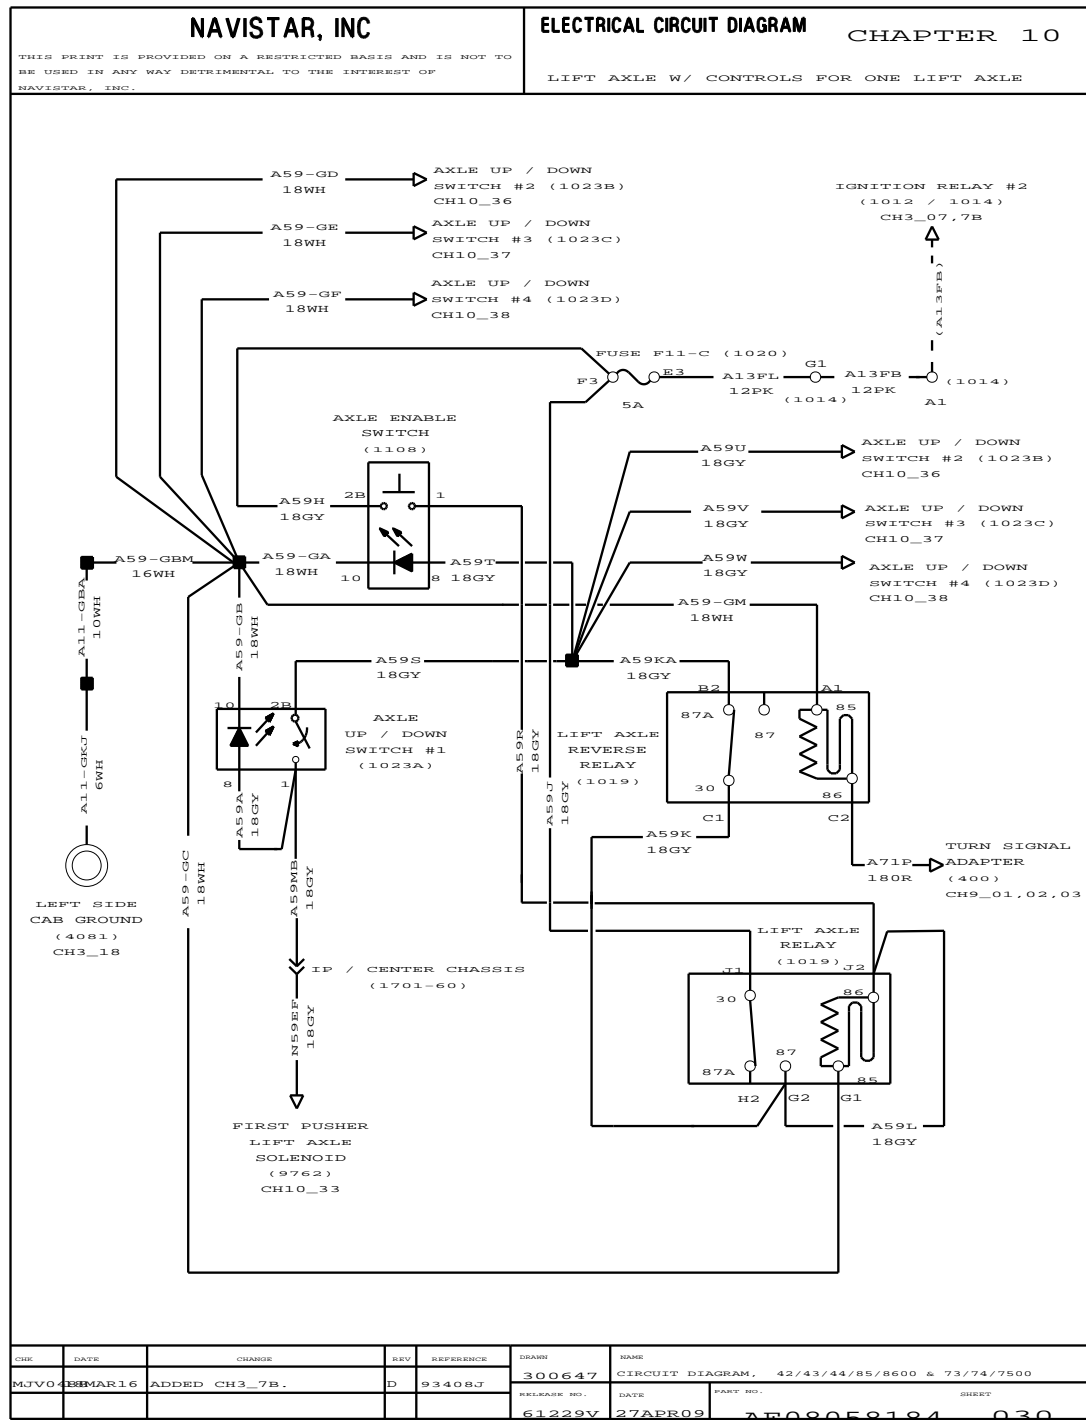 NAVISTAR, INC
THIS PRINT IS PROVIDED ON A RESTRICTED BASIS AND IS NOT TO
BE USED IN ANY WAY DETRIMENTAL TO THE INTEREST OF
NAVISTAR, INC.
ELECTRICAL CIRCUIT DIAGRAM
CHAPTER 10
LIFT AXLE W/ CONTROLS FOR ONE LIFT AXLE
A59-GD
18WH
AXLE UP / DOWN
SWITCH #2 (1023B)
CH10_36
A59-GE
18WH
AXLE UP / DOWN
SWITCH #3 (1023C)
CH10_37
A59-GF
18WH
AXLE UP / DOWN
SWITCH #4 (1023D)
CH10_38
IGNITION RELAY #2
(1012 / 1014)
CH3_07,7B
(A13FB)
FUSE F11-C (1020)
F3
E3
5A
A13FL
12PK
G1
(1014)
A13FB
12PK
(1014)
A1
AXLE ENABLE
SWITCH
(1108)
A59H
18GY
2B
1
A59-GBM
16WH
A59-GA
18WH
10
8
A59T
18GY
A59U
18GY
AXLE UP / DOWN
SWITCH #2 (1023B)
CH10_36
A59V
18GY
AXLE UP / DOWN
SWITCH #3 (1023C)
CH10_37
A59W
18GY
AXLE UP / DOWN
SWITCH #4 (1023D)
CH10_38
A59-GM
18WH
A11-GBA
10WH
A59-GB
18WH
A59S
18GY
A59KA
18GY
10
2B
AXLE
UP / DOWN
SWITCH #1
(1023A)
8
1
A59A
18GY
A59R
18GY
A59J
18GY
LIFT AXLE
REVERSE
RELAY
(1019)
B2
A1
87A
87
85
30
86
C1
C2
A59K
18GY
A71P
180R
TURN SIGNAL
ADAPTER
(400)
CH9_01,02,03
A11-GKJ
6WH
LEFT SIDE
CAB GROUND
(4081)
CH3_18
A59-GC
18WH
A59MB
18GY
IP / CENTER CHASSIS
(1701-60)
N59EF
18GY
FIRST PUSHER
LIFT AXLE
SOLENOID
(9762)
CH10_33
LIFT AXLE
RELAY
(1019)
J1
J2
30
86
87A
87
85
H2
G2
G1
A59L
18GY
CHK
DATE
CHANGE
REV
REFERENCE
MJV04
MAR16
ADDED CH3_7B.
D
93408J
DRAWN
300647
NAME
CIRCUIT DIAGRAM, 42/43/44/85/8600 & 73/74/7500
RELEASE NO.
61229V
DATE
27APR09
PART NO.
AE08058184
SHEET
030